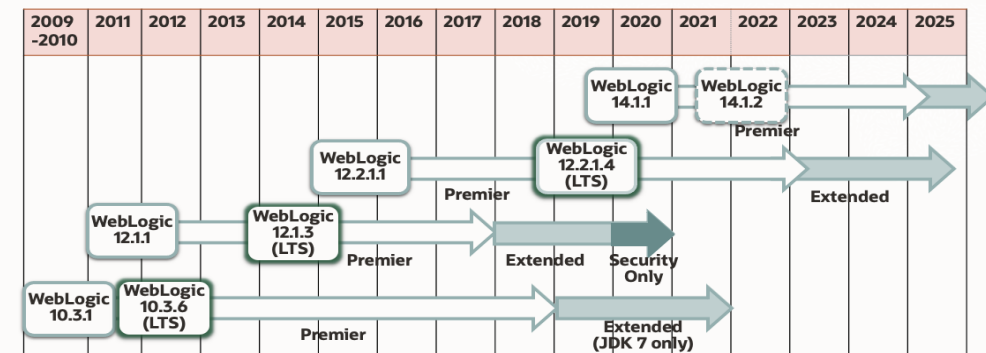 2009 2011 2012 2013 2014 2015 2016 2017 2018 2019 2020 2021 2022 2023 2024 2025
-2010
WebLogic
14.1.1
WebLogic
14.1.2
Premier
WebLogic
12.2.1.1
Premier
WebLogic
12.2.1.4
(LTS)
Extended
WebLogic
12.1.1
WebLogic
12.1.3
(LTS)
Premier
Extended
Security
Only
WebLogic
10.3.1
WebLogic
10.3.6
(LTS)
Premier
Extended
(JDK 7 only)